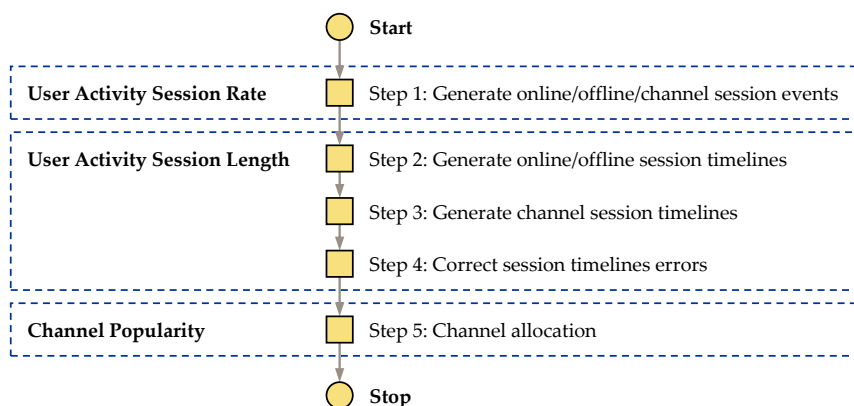 Start
User Activity Session Rate Step 1: Generate online/offline/channel session events
User Activity Session Length Step 2: Generate online/offline session timelines
Step 3: Generate channel session timelines
Step 4: Correct session timelines errors
Channel Popularity Step 5: Channel allocation
Stop